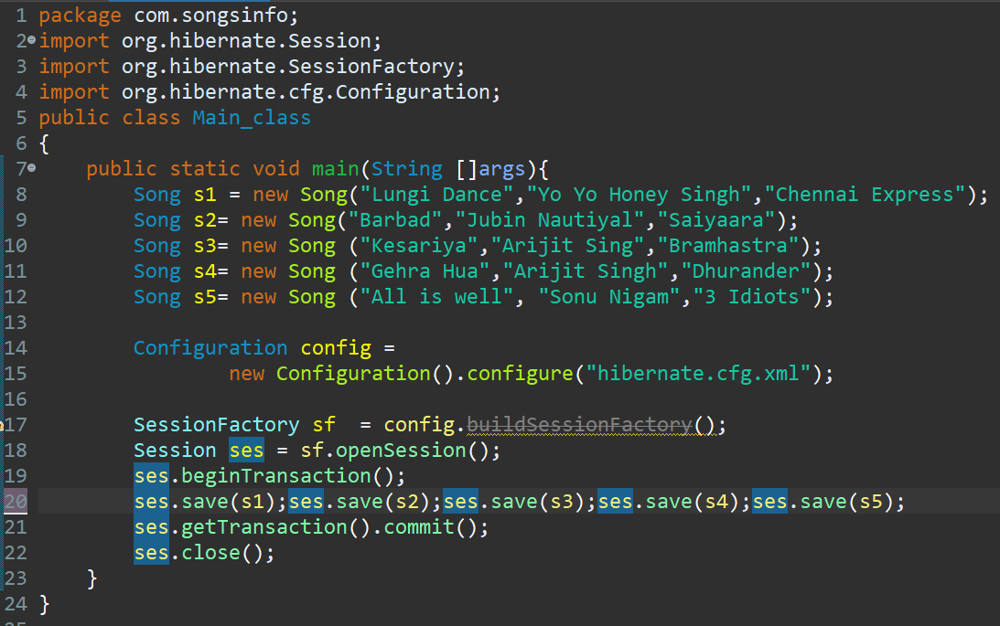 1 package com.songsinfo;
2 import org.hibernate.Session;
3 import org.hibernate.SessionFactory;
4 import org.hibernate.cfg.Configuration;
5 public class Main_class
6 {
7     public static void main(String []args){
8         Song s1 = new Song("Lungi Dance","Yo Yo Honey Singh","Chennai Express");
9         Song s2= new Song("Barbad","Jubin Nautiyal","Saiyaara");
10         Song s3= new Song ("Kesariya","Arijit Sing","Bramhastra");
11         Song s4= new Song ("Gehra Hua","Arijit Singh","Dhurander");
12         Song s5= new Song ("All is well", "Sonu Nigam","3 Idiots");
13
14         Configuration config =
15                 new Configuration().configure("hibernate.cfg.xml");
16
17         SessionFactory sf  = config.buildSessionFactory();
18         Session ses = sf.openSession();
19         ses.beginTransaction();
20         ses.save(s1);ses.save(s2);ses.save(s3);ses.save(s4);ses.save(s5);
21         ses.getTransaction().commit();
22         ses.close();
23     }
24 }